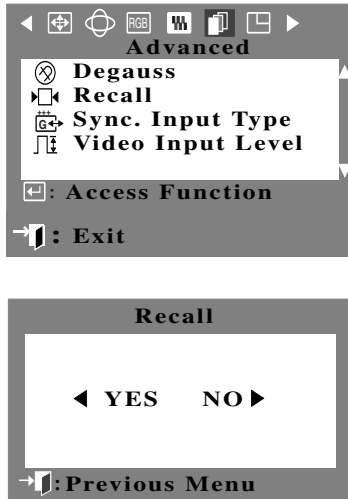 RGB
Advanced
Degauss
Recall
G Sync. Input Type
Video Input Level
: Access Function
: Exit
Recall
YES NO
:Previous Menu